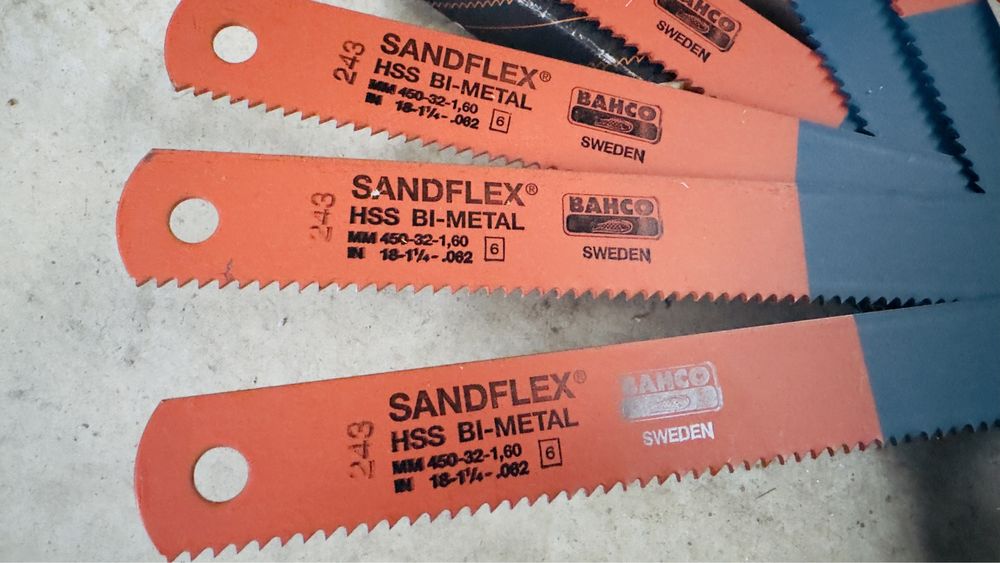 BAHCO
SWEDEN
243
SANDFLEX®
HSS BI-METAL
MM 450-32-1,60
IN 18-1¼-.062
6
BAHCO
SWEDEN
243
SANDFLEX®
HSS BI-METAL
MM 450-32-1,60
IN 18-1¼-.062
6
BAHCO
SWEDEN
243
SANDFLEX®
HSS BI-METAL
MM 450-32-1,60
IN 18-1¼-.062
6
BAHCO
SWEDEN